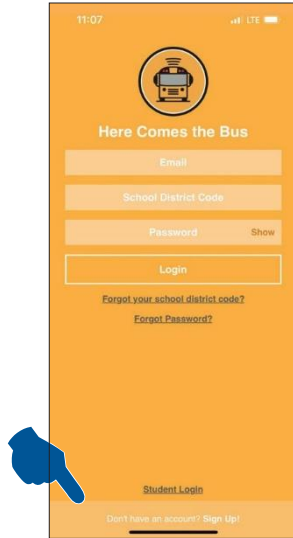 11:07
LTE
Here Comes the Bus
Email
School District Code
Password Show
Login
Forgot your school district code?
Forgot Password?
Student Login
Don't have an account? Sign Up!